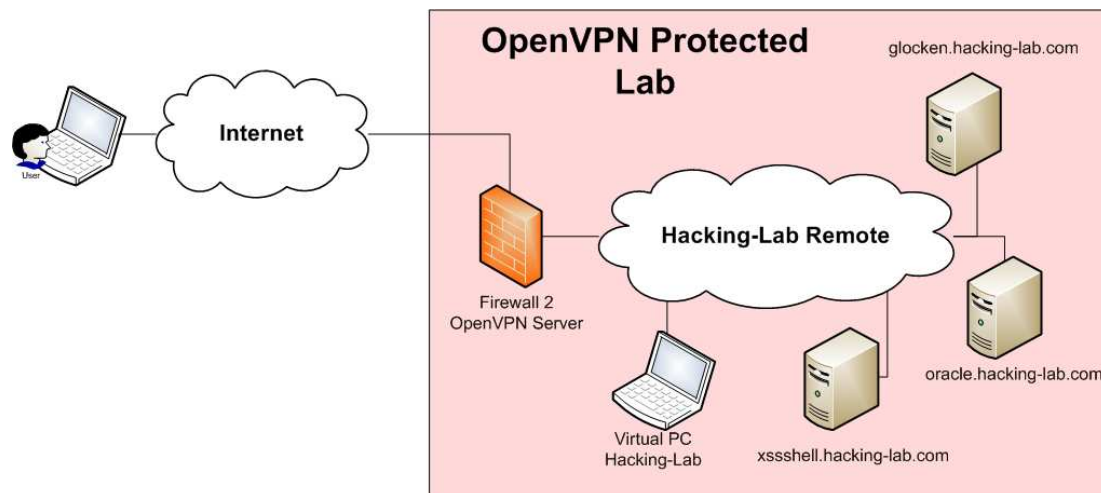 OpenVPN Protected
Lab
glocken.hacking-lab.com
Internet
User
Hacking-Lab Remote
Firewall 2
OpenVPN Server
oracle.hacking-lab.com
Virtual PC
Hacking-Lab
xssshell.hacking-lab.com